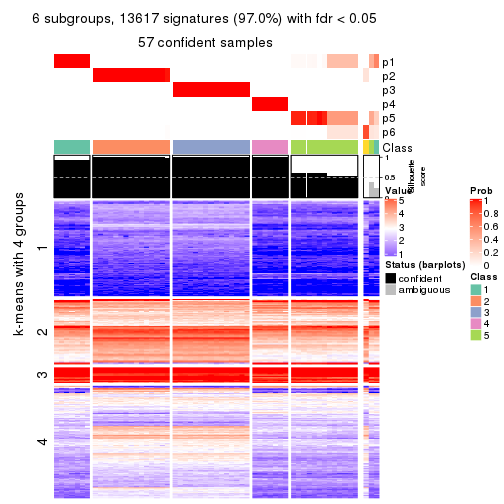 6 subgroups, 13617 signatures (97.0%) with fdr < 0.05
57 confident samples
p1
p2
p3
p4
p5
p6
Class
1
0.5
0
Silhouette
score
k-means with 4 groups
1
2
3
4
Value
5
4
3
2
1
Status (barplots)
confident
ambiguous
Prob
1
0.8
0.6
0.4
0.2
0
Class
1
2
3
4
5